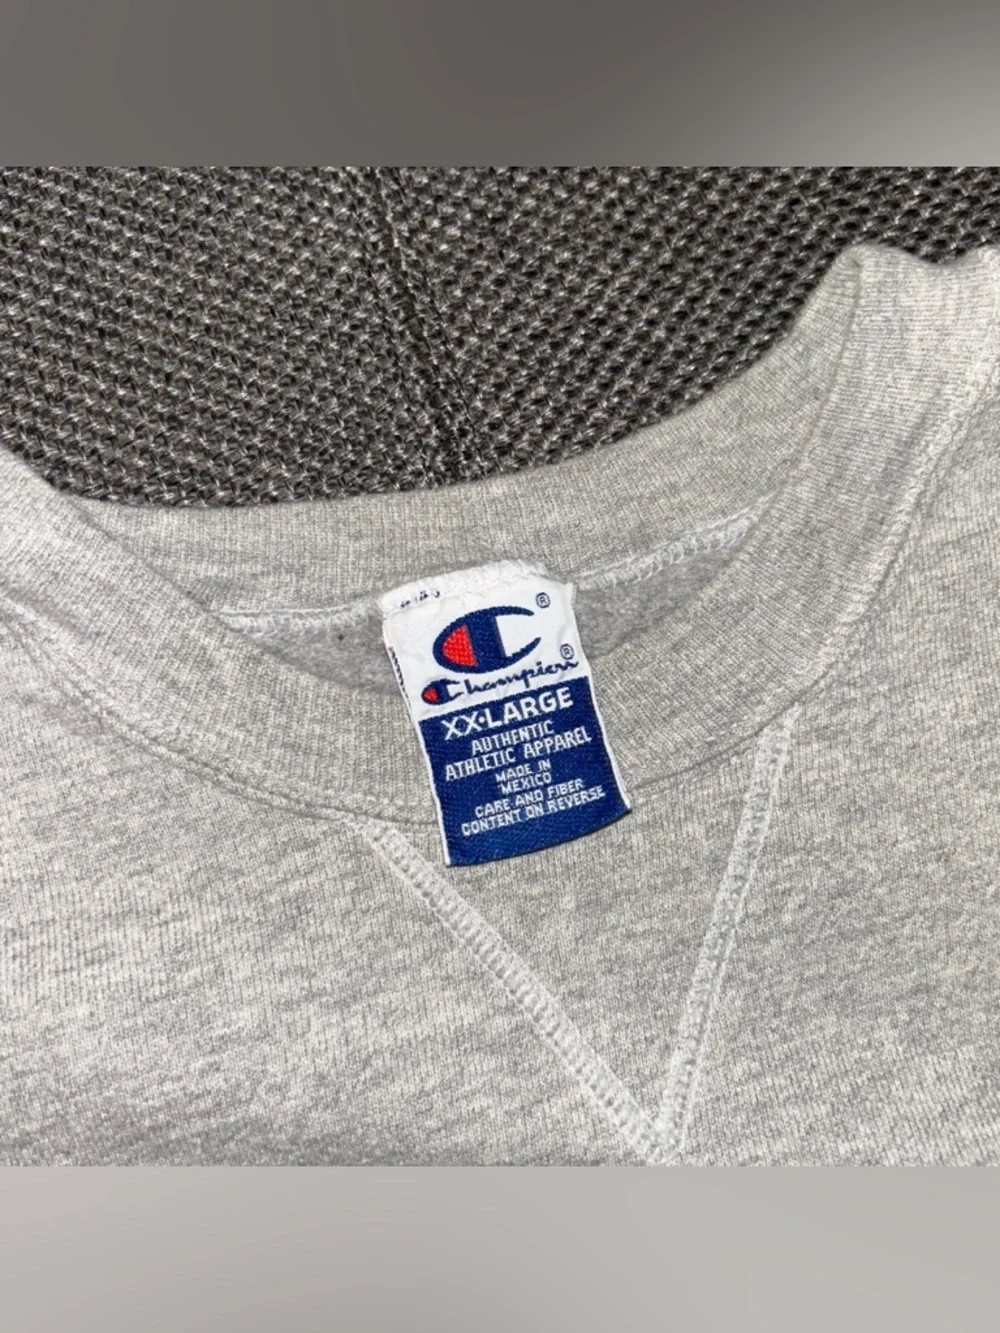 ®
Champion®
XX-LARGE
AUTHENTIC
ATHLETIC APPAREL
MADE IN
MEXICO
CARE AND FIBER
CONTENT ON REVERSE